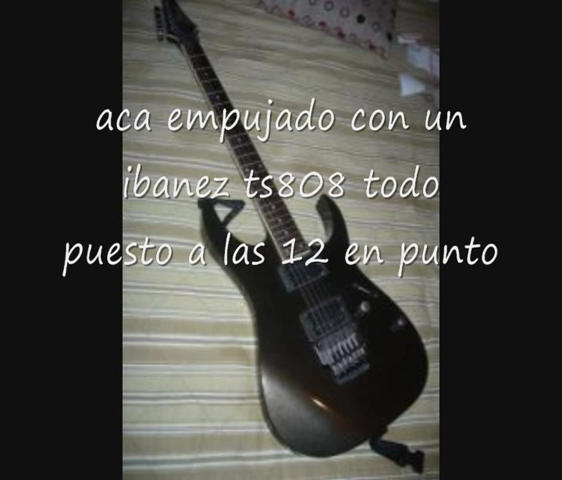 aca empujado con un
ibanez ts808 todo
puesto a las 12 en punto